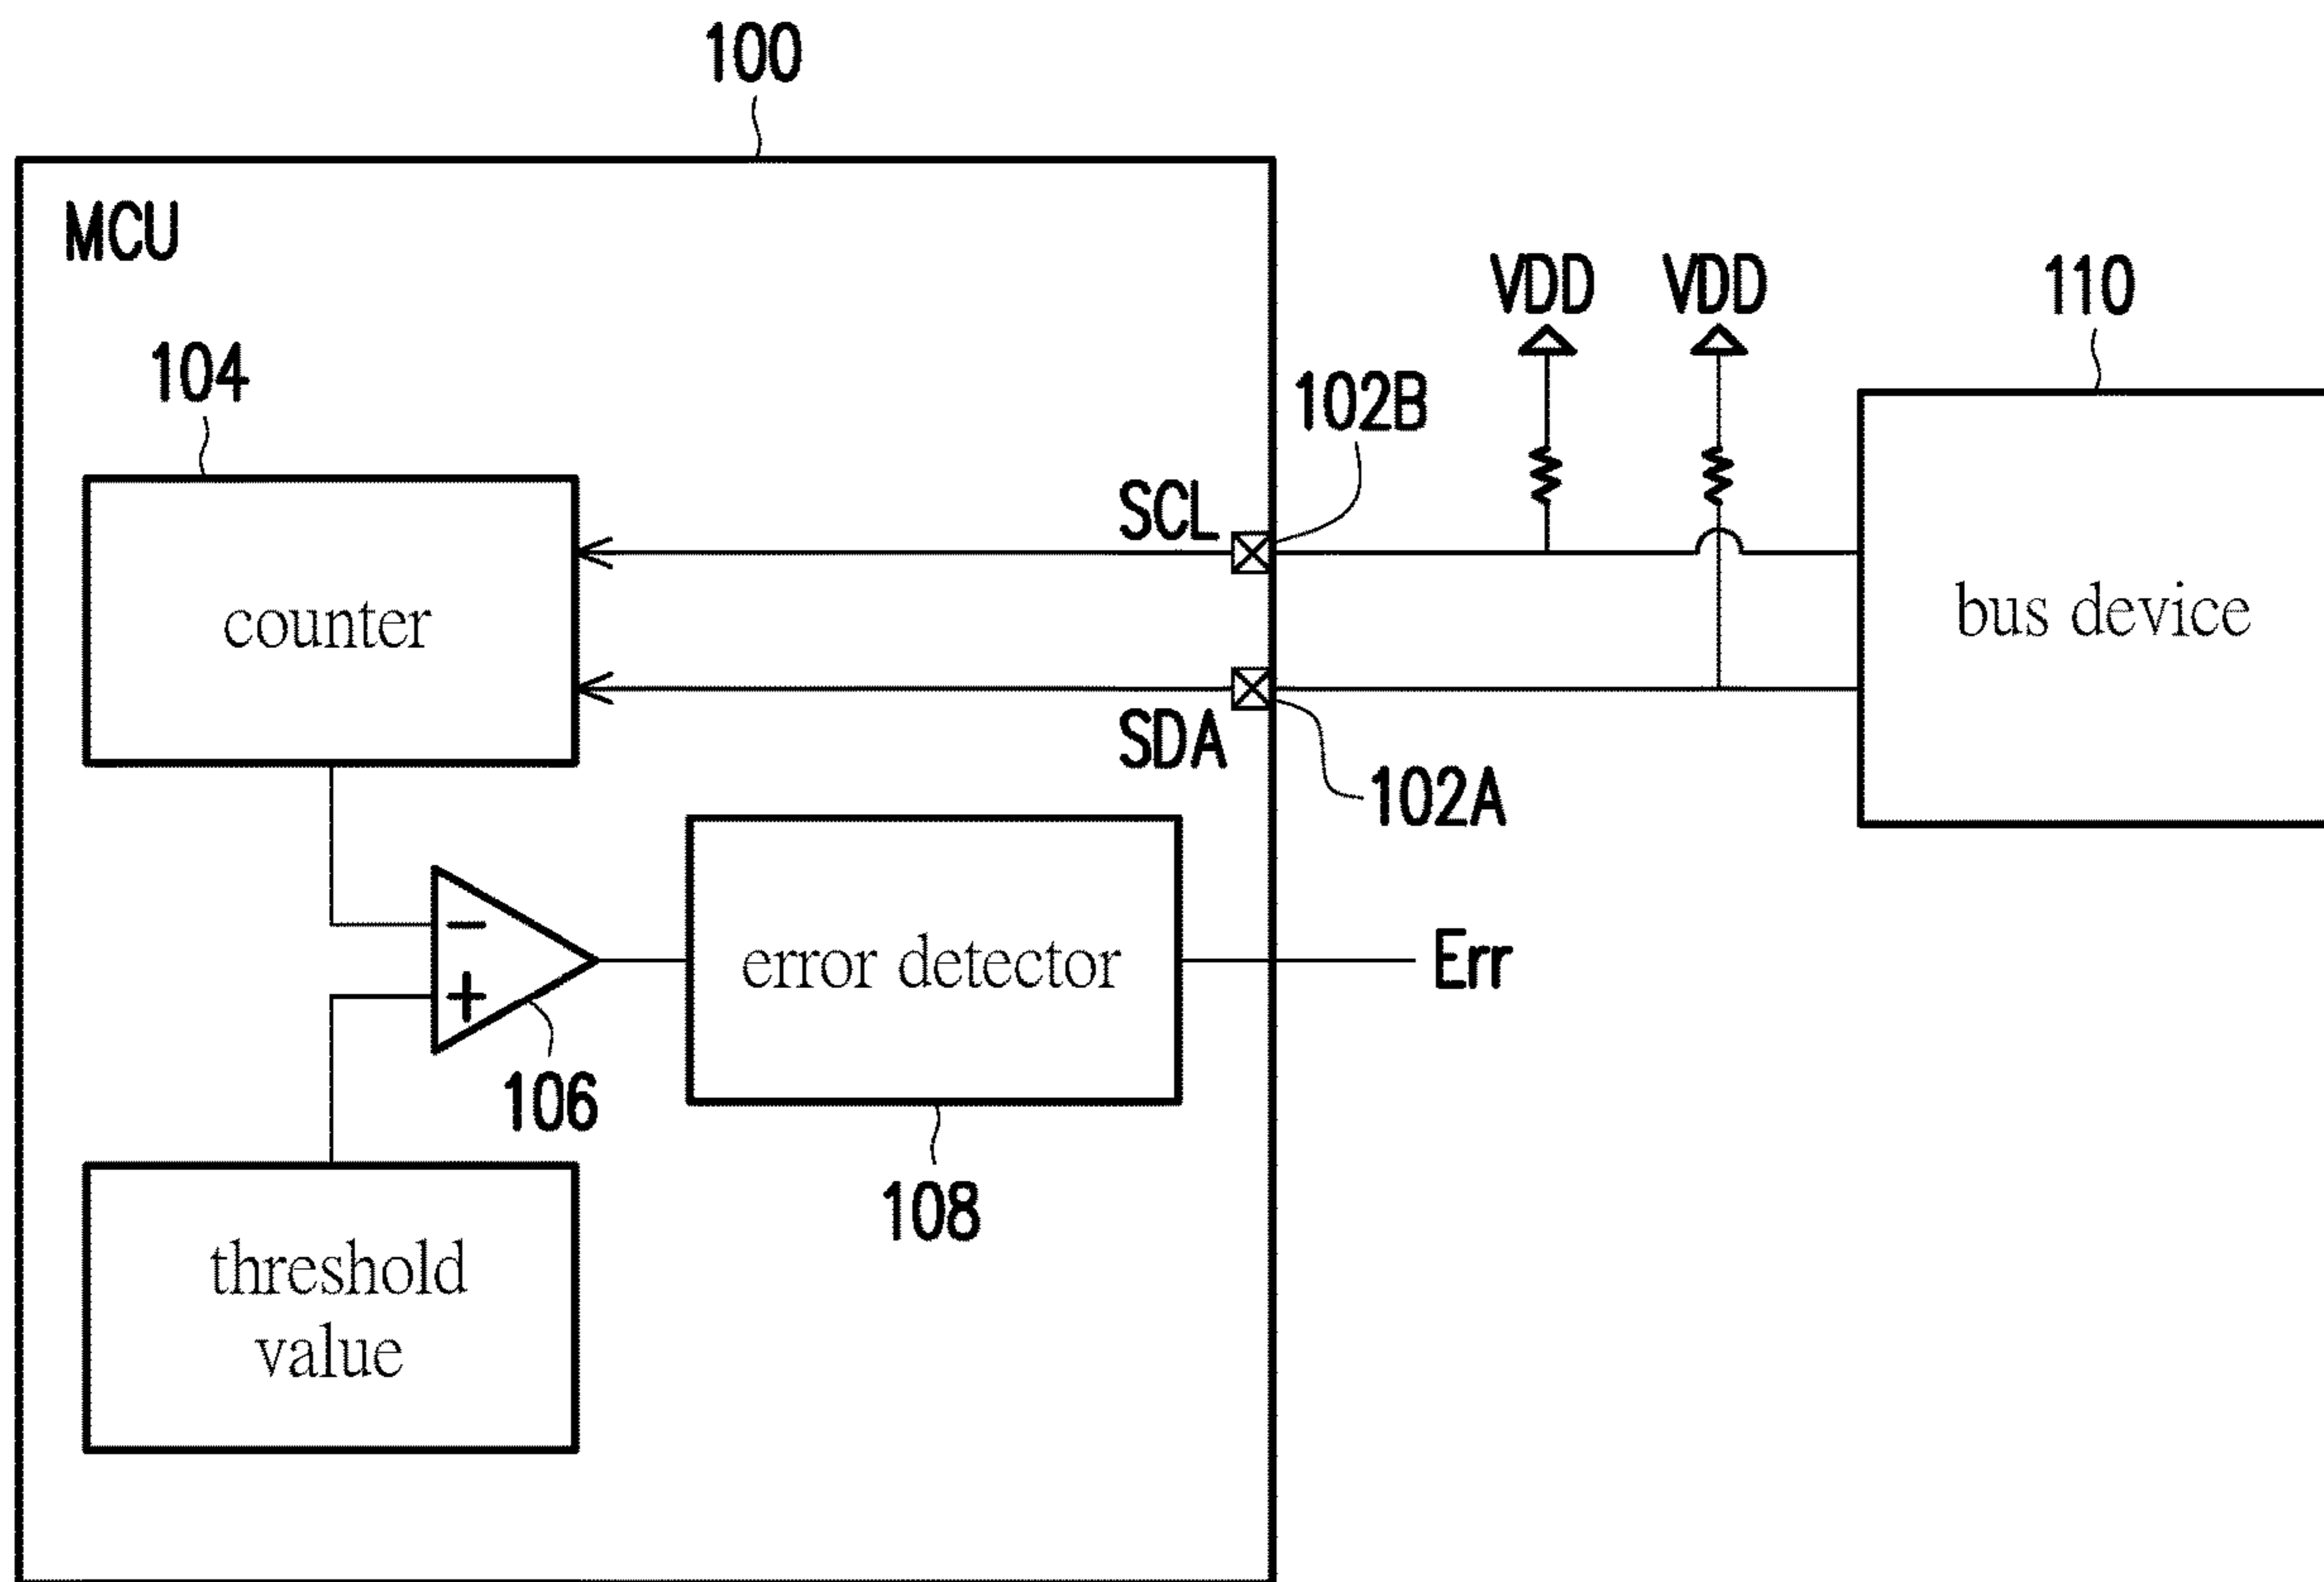 100
MCU
VDD
VDD
110
104
102B
SCL
counter
bus device
SDA
102A
−
error detector
Err
+
106
108
threshold
value